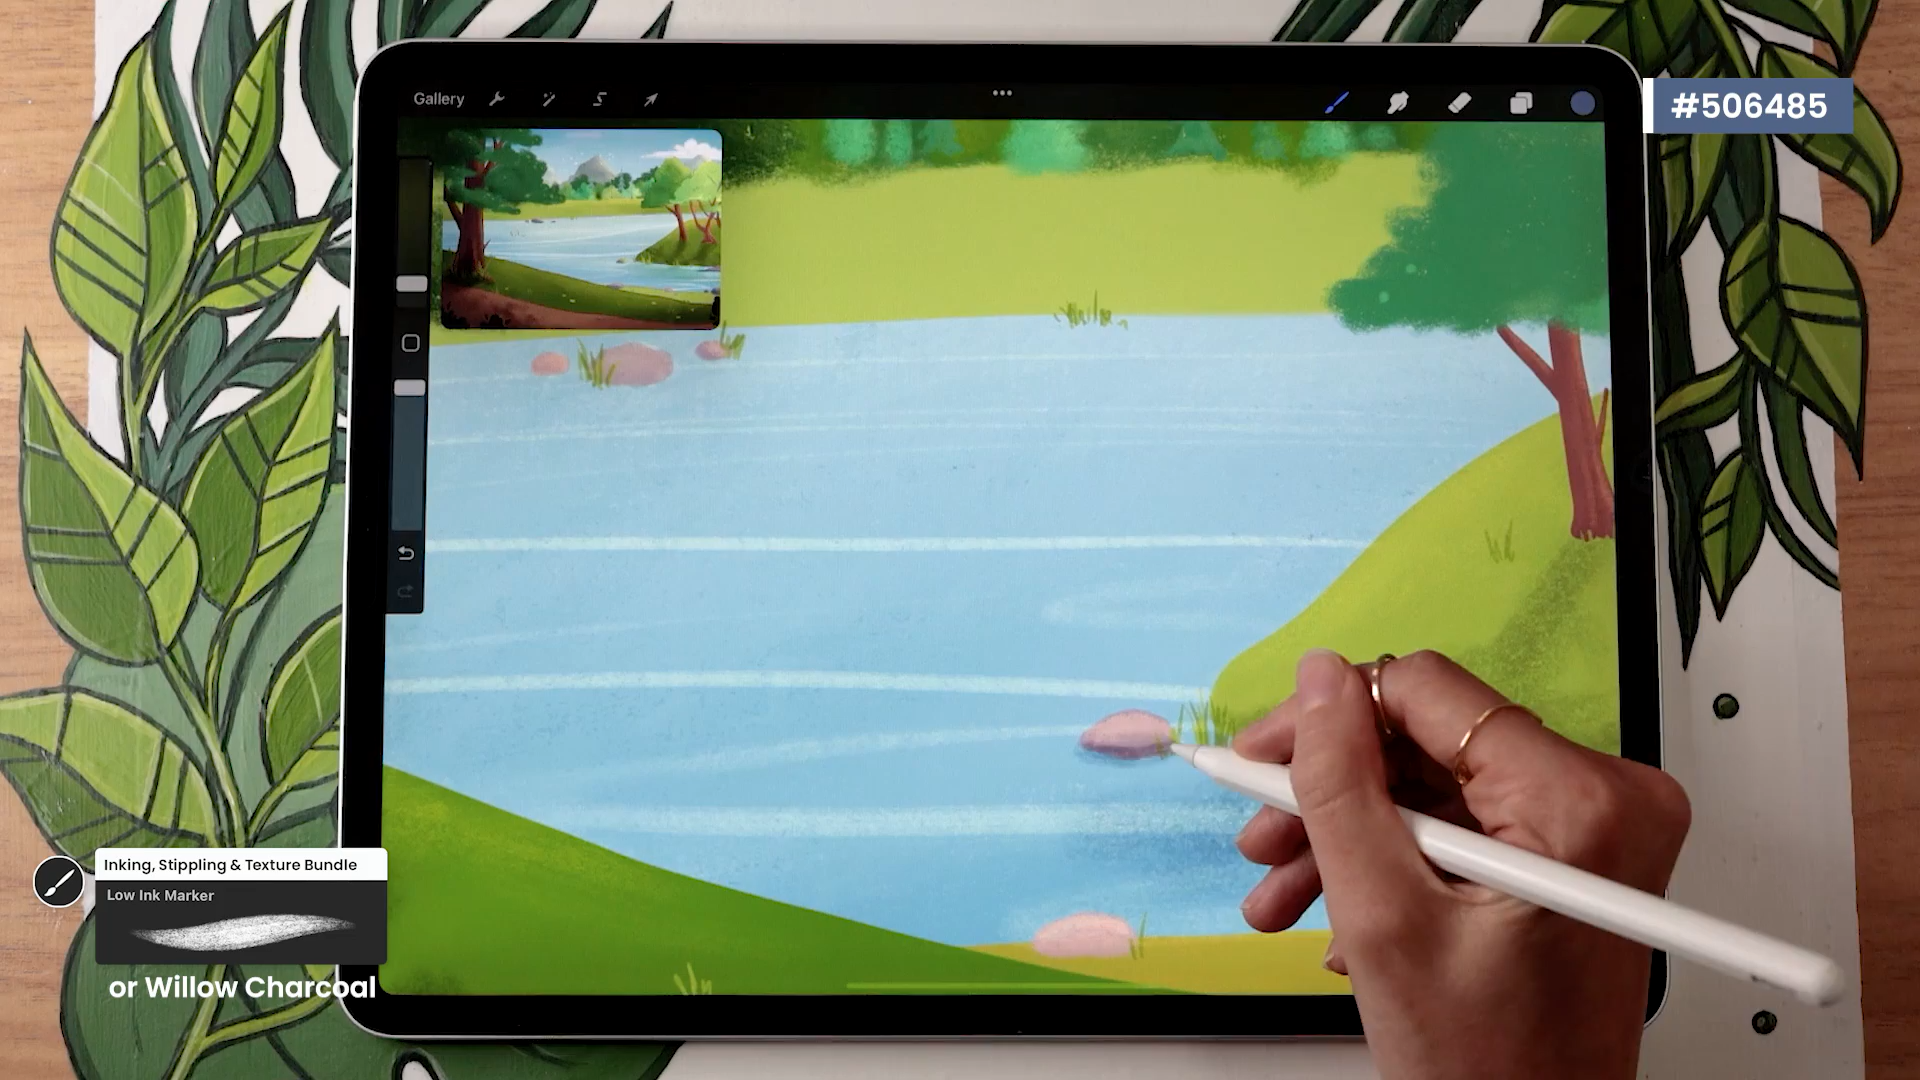 Gallery
#506485
Inking, Stippling & Texture Bundle
Low Ink Marker
or Willow Charcoal